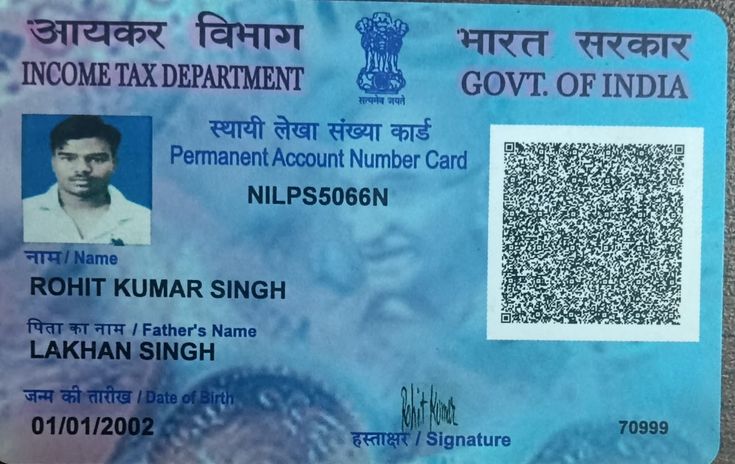 आयकर विभाग
INCOME TAX DEPARTMENT
सत्यमेव जयते
भारत सरकार
GOVT. OF INDIA
स्थायी लेखा संख्या कार्ड
Permanent Account Number Card
NILPS5066N
नाम / Name
ROHIT KUMAR SINGH
पिता का नाम / Father's Name
LAKHAN SINGH
जन्म की तारीख / Date of Birth
01/01/2002
Rohit Kumar
हस्ताक्षर / Signature
70999